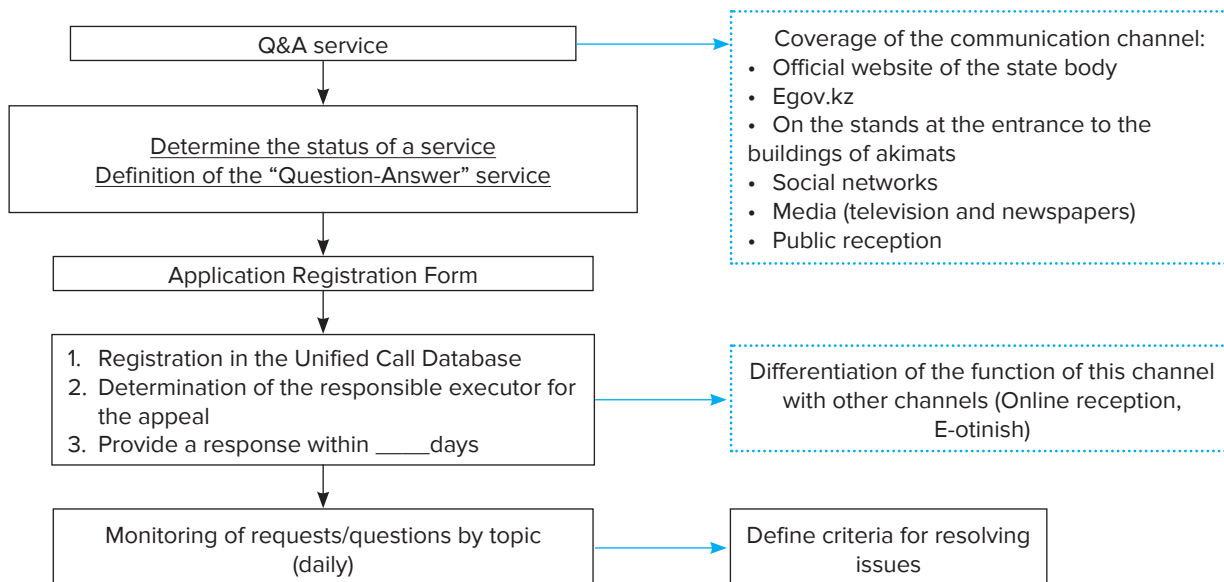 Q&A service
Coverage of the communication channel:
• Official website of the state body
• Egov.kz
• On the stands at the entrance to the
buildings of akimats
• Social networks
• Media (television and newspapers)
• Public reception
Determine the status of a service
Definition of the “Question-Answer” service
Application Registration Form
1. Registration in the Unified Call Database
2. Determination of the responsible executor for
the appeal
3. Provide a response within ____days
Differentiation of the function of this channel
with other channels (Online reception,
E-otinish)
Monitoring of requests/questions by topic
(daily)
Define criteria for resolving
issues